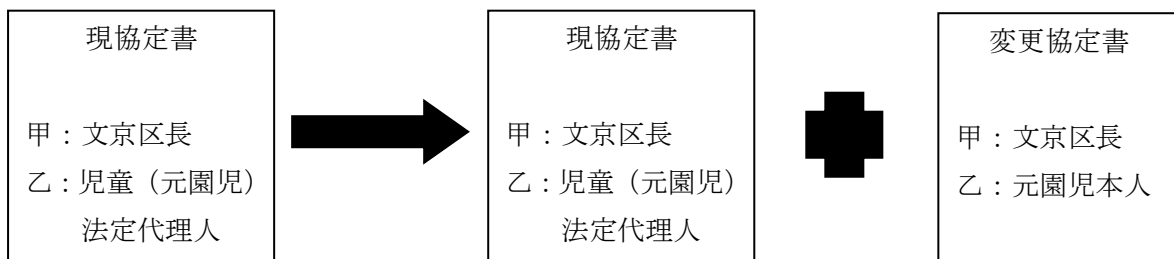 現協定書
甲：文京区長
乙：児童（元園児）
法定代理人
現協定書
甲：文京区長
乙：児童（元園児）
法定代理人
変更協定書
甲：文京区長
乙：元園児本人